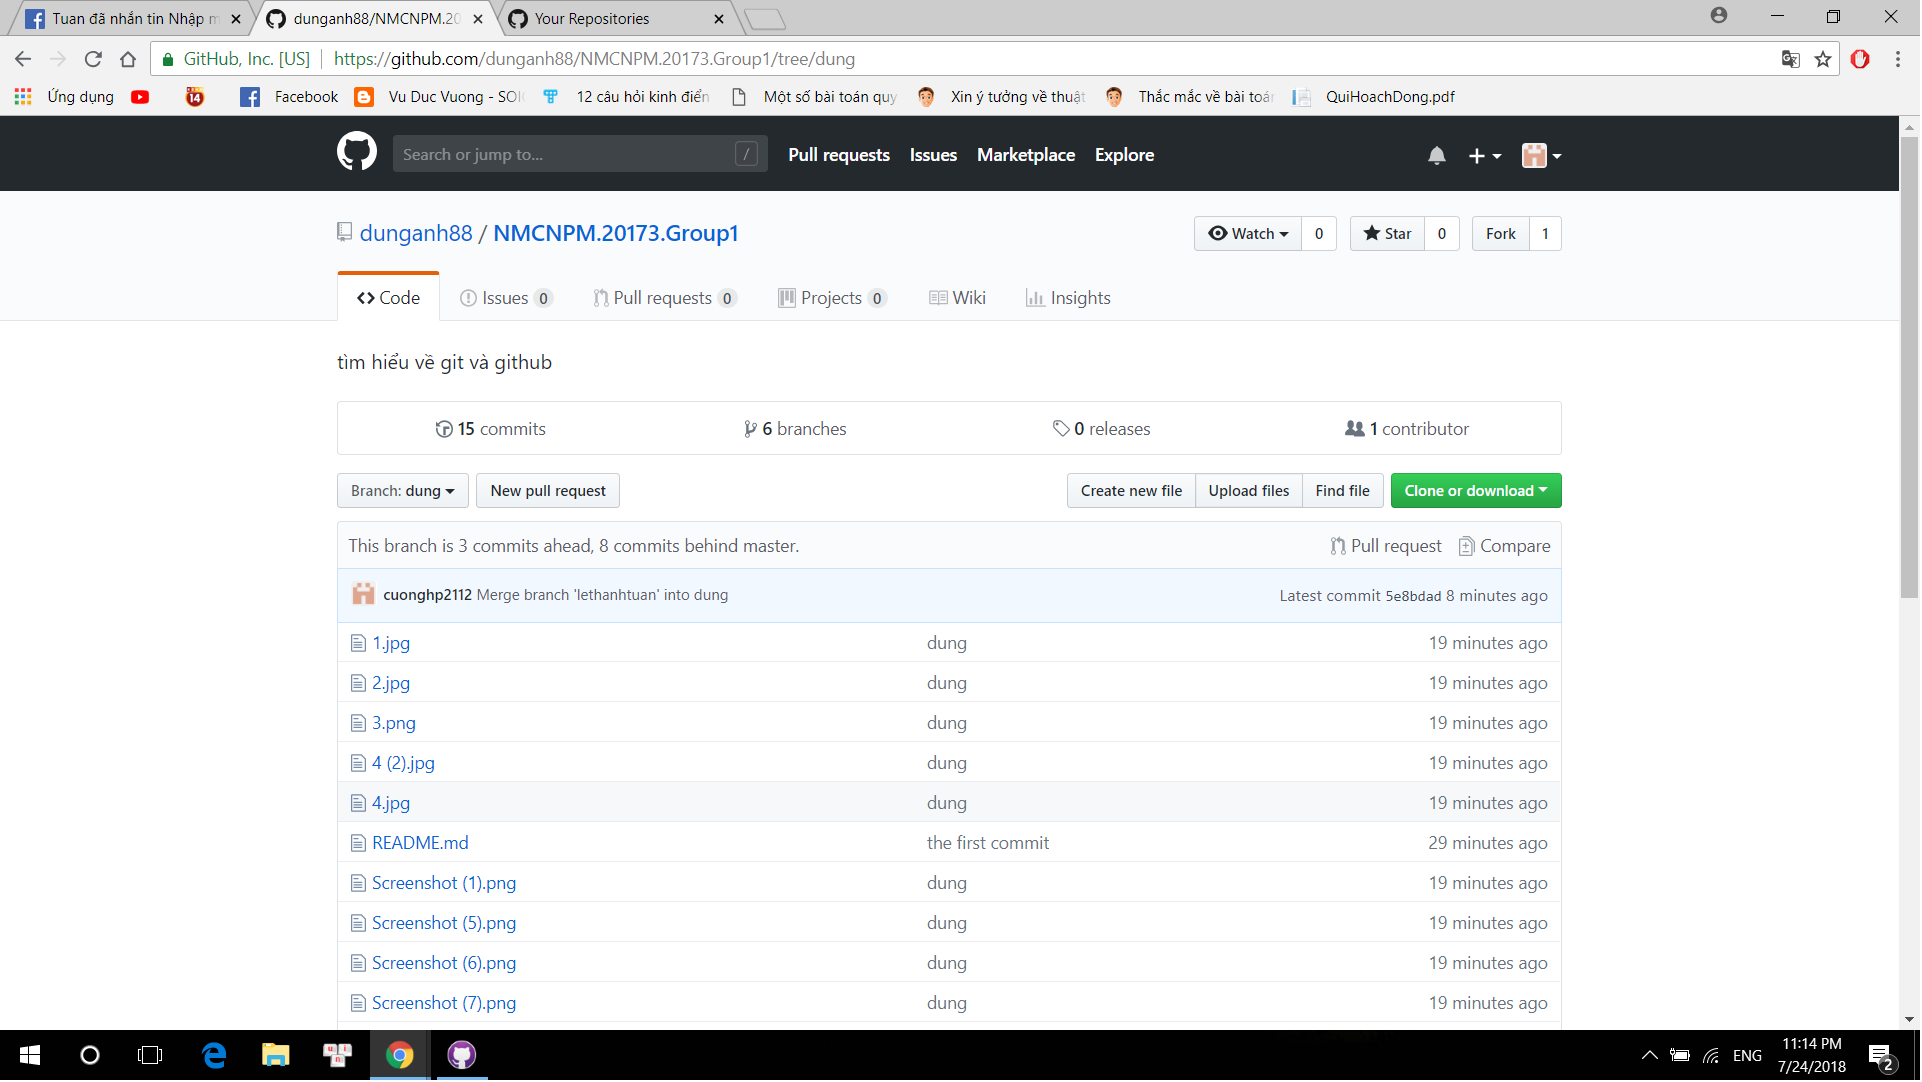 Tuan đã nhắn tin Nhập m
dunganh88/NMCNPM.20
Your Repositories
GitHub, Inc. [US]
https://github.com/dunganh88/NMCNPM.20173.Group1/tree/dung
Ứng dụng
14
Facebook
Vu Duc Vuong - SOI
12 câu hỏi kinh điển
Một số bài toán quy
Xin ý tưởng về thuật
Thắc mắc về bài toán
QuiHoachDong.pdf
Search or jump to...
/
Pull requests
Issues
Marketplace
Explore
dunganh88 / NMCNPM.20173.Group1
Watch 0
Star 0
Fork 1
Code
Issues 0
Pull requests 0
Projects 0
Wiki
Insights
tìm hiểu về git và github
15 commits
6 branches
0 releases
1 contributor
Branch: dung
New pull request
Create new file
Upload files
Find file
Clone or download
This branch is 3 commits ahead, 8 commits behind master.
Pull request
Compare
cuonghp2112 Merge branch 'lethanhtuan' into dung
Latest commit 5e8bdad 8 minutes ago
1.jpg dung 19 minutes ago
2.jpg dung 19 minutes ago
3.png dung 19 minutes ago
4 (2).jpg dung 19 minutes ago
4.jpg dung 19 minutes ago
README.md the first commit 29 minutes ago
Screenshot (1).png dung 19 minutes ago
Screenshot (5).png dung 19 minutes ago
Screenshot (6).png dung 19 minutes ago
Screenshot (7).png dung 19 minutes ago
ENG
11:14 PM
7/24/2018
2